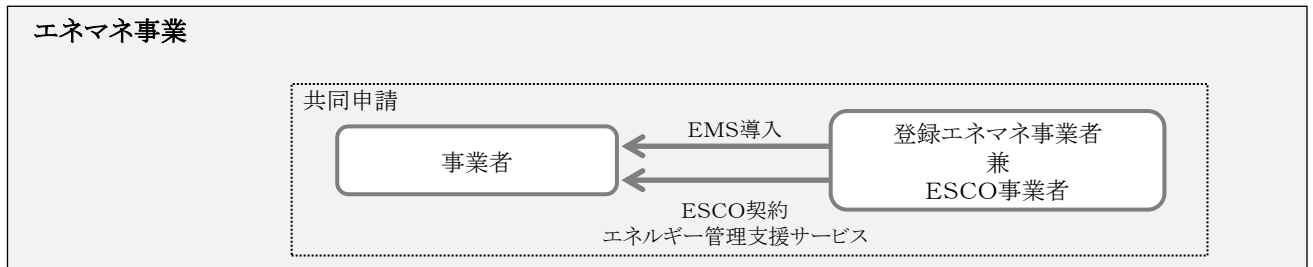 エネマネ事業
共同申請
EMS導入
事業者
登録エネマネ事業者
兼
ESCO事業者
ESCO契約
エネルギー管理支援サービス